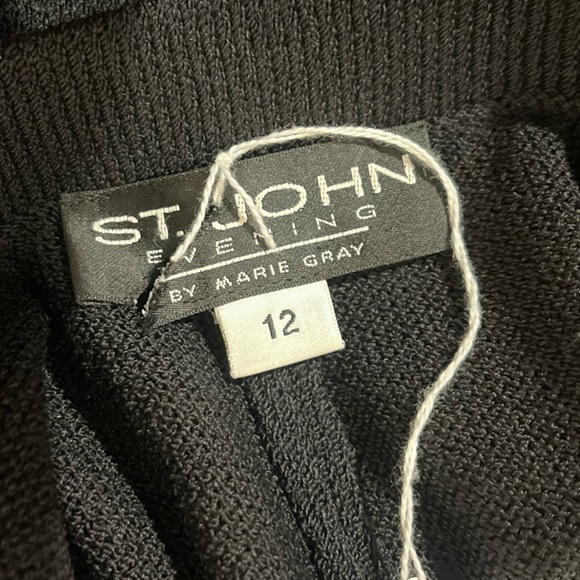 ST. JOHN
EVENING
BY MARIE GRAY
12